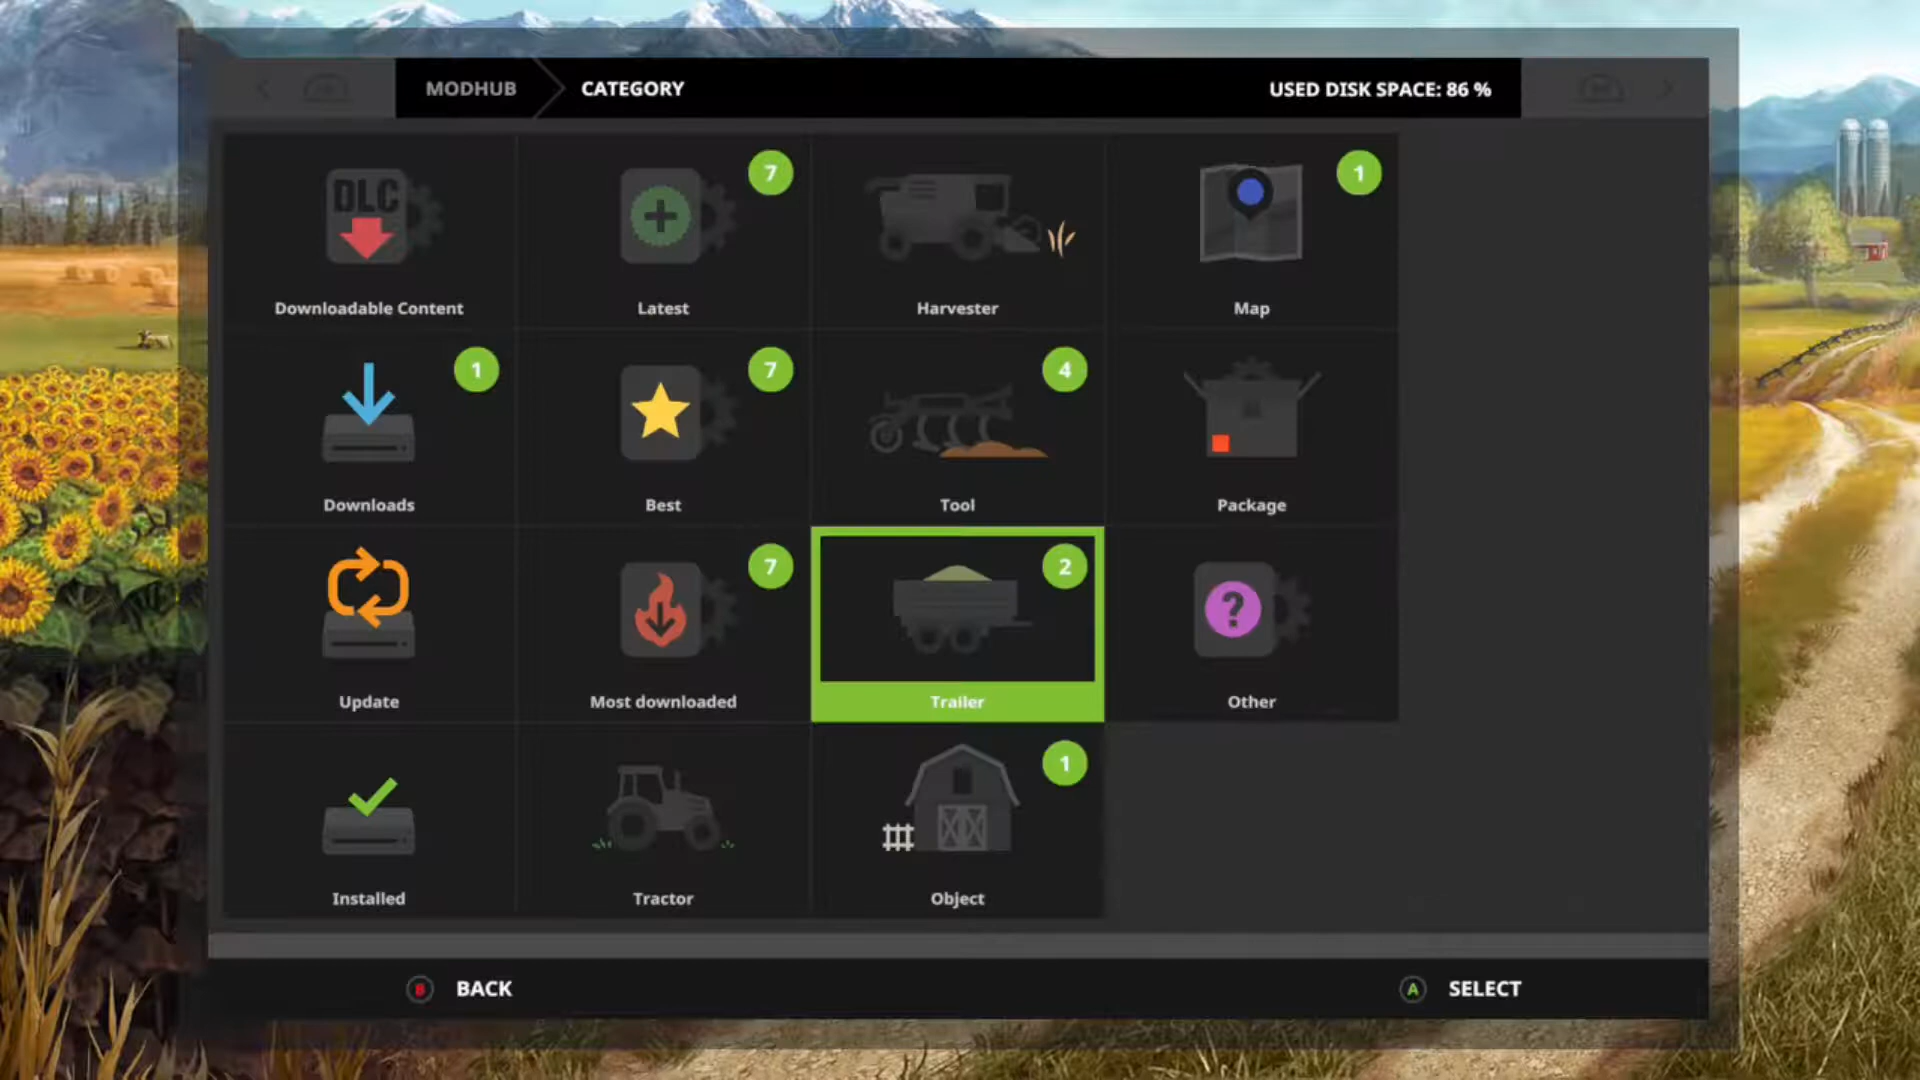 MODHUB
CATEGORY
USED DISK SPACE: 86 %
DLC
Downloadable Content
7
Latest
Harvester
1
Map
1
Downloads
7
Best
4
Tool
Package
Update
7
Most downloaded
2
Trailer
?
Other
Installed
Tractor
1
Object
B BACK
A SELECT